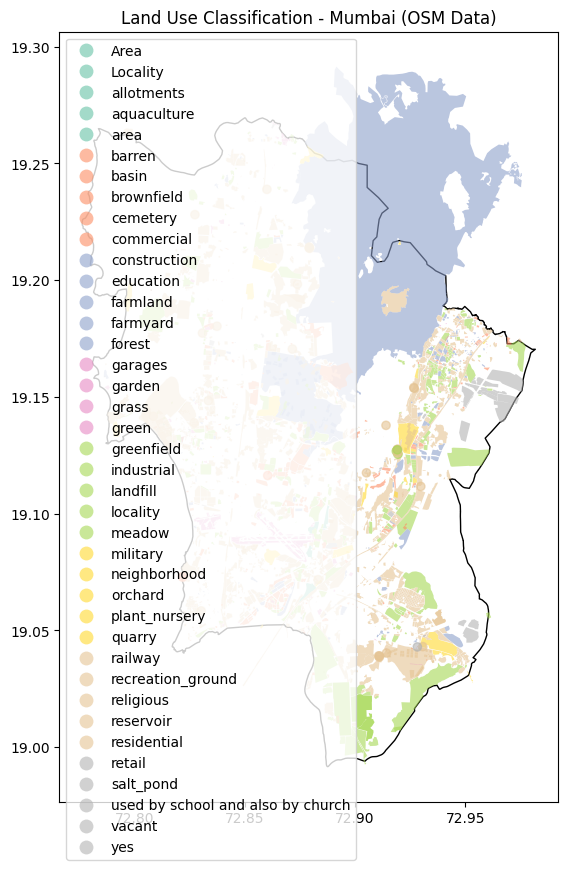 Land Use Classification - Mumbai (OSM Data)
19.30
19.25
19.20
19.15
19.10
19.05
19.00
Area
Locality
allotments
aquaculture
area
barren
basin
brownfield
cemetery
commercial
construction
education
farmland
farmyard
forest
garages
garden
grass
green
greenfield
industrial
landfill
locality
meadow
military
neighborhood
orchard
plant_nursery
quarry
railway
recreation_ground
religious
reservoir
residential
retail
salt_pond
used by school and also by church
vacant
yes
72.80 72.85 72.90 72.95